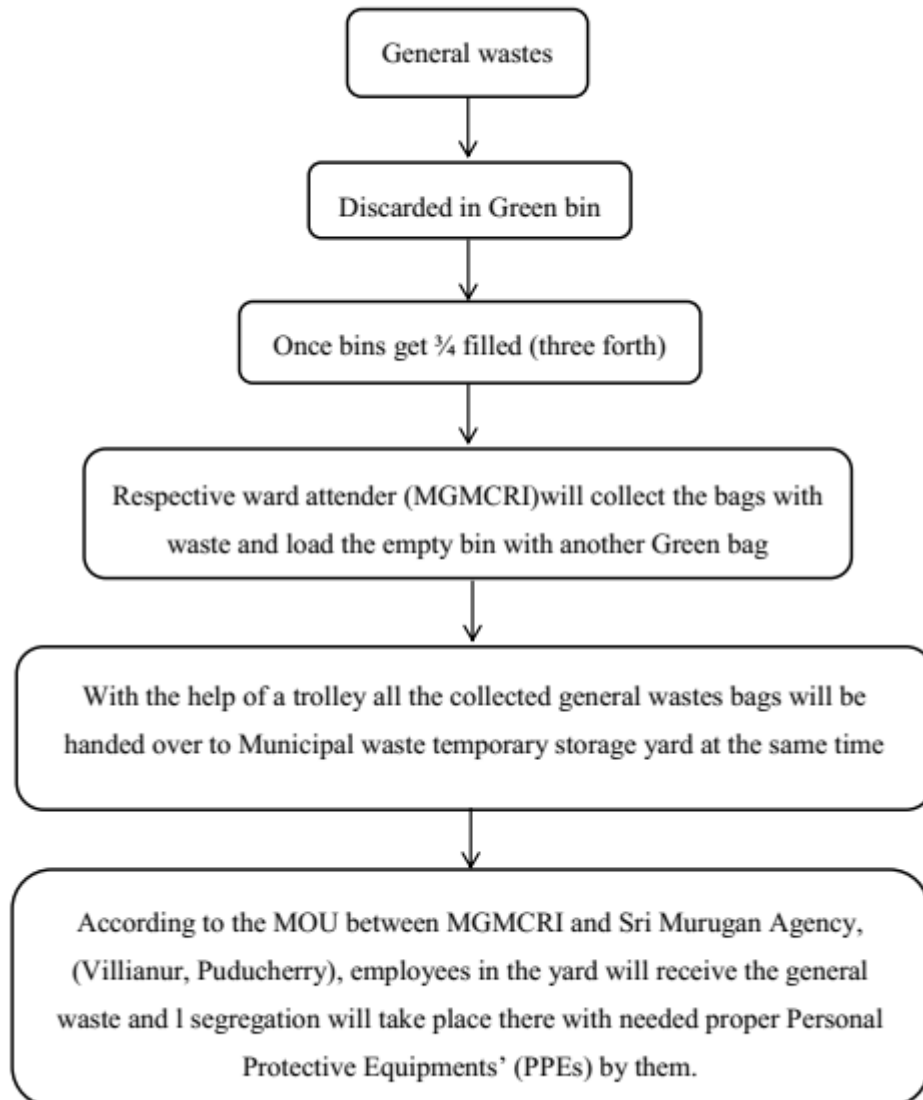 General wastes
Discarded in Green bin
Once bins get ¾ filled (three forth)
Respective ward attender (MGMCRI)will collect the bags with
waste and load the empty bin with another Green bag
With the help of a trolley all the collected general wastes bags will be
handed over to Municipal waste temporary storage yard at the same time
According to the MOU between MGMCRI and Sri Murugan Agency,
(Villianur, Puducherry), employees in the yard will receive the general
waste and l segregation will take place there with needed proper Personal
Protective Equipments’ (PPEs) by them.